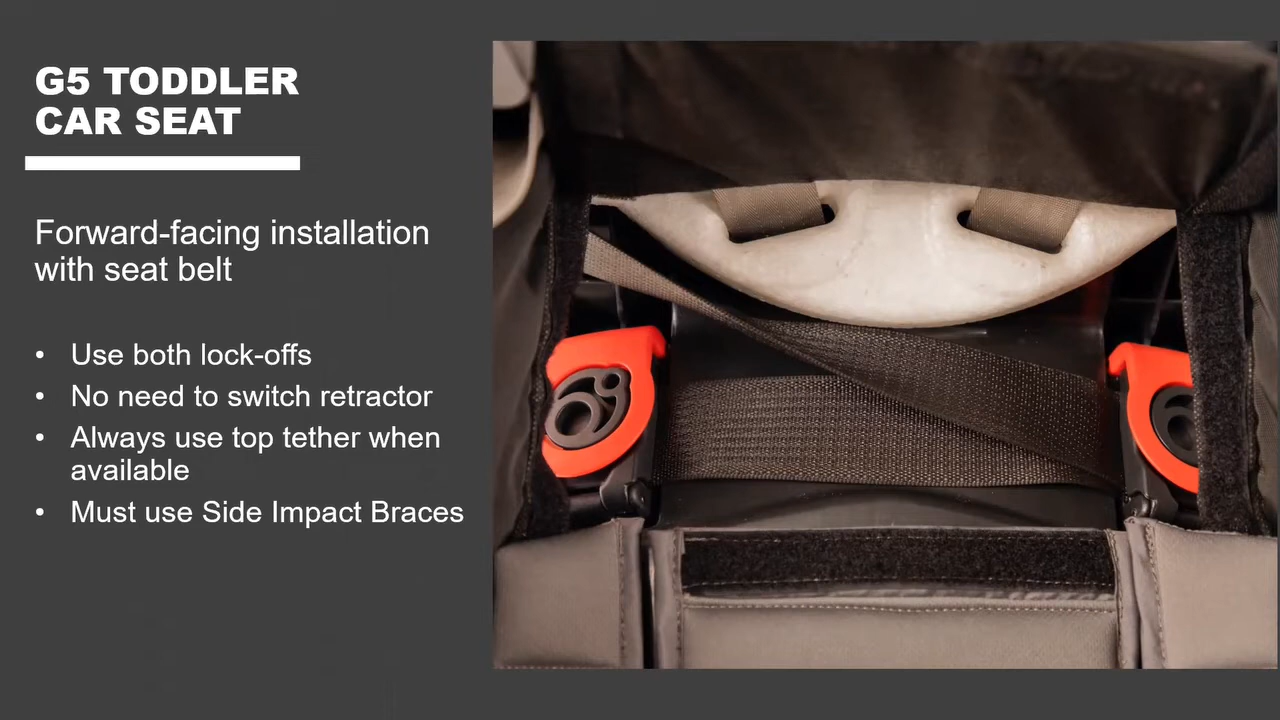 G5 TODDLER
CAR SEAT
Forward-facing installation
with seat belt
• Use both lock-offs
• No need to switch retractor
• Always use top tether when
available
• Must use Side Impact Braces